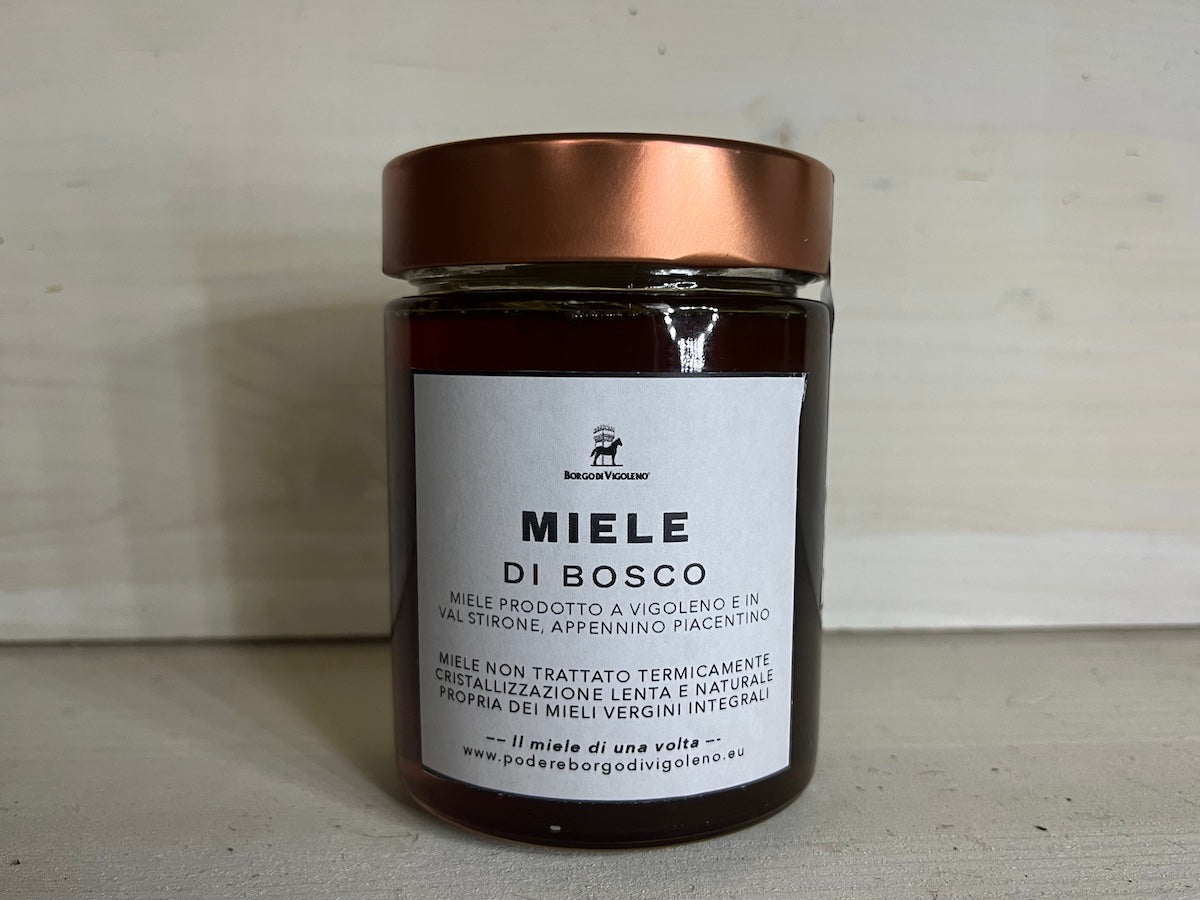 BORGO DI VIGOLENO
MIELE
DI BOSCO
MIELE PRODOTTO A VIGOLENO E IN
VAL STIRONE, APPENNINO PIACENTINO
MIELE NON TRATTATO TERMICAMENTE
CRISTALLIZZAZIONE LENTA E NATURALE
PROPRIA DEI MIELI VERGINI INTEGRALI
–– Il miele di una volta ––-
www.podereborgodivigoleno.eu